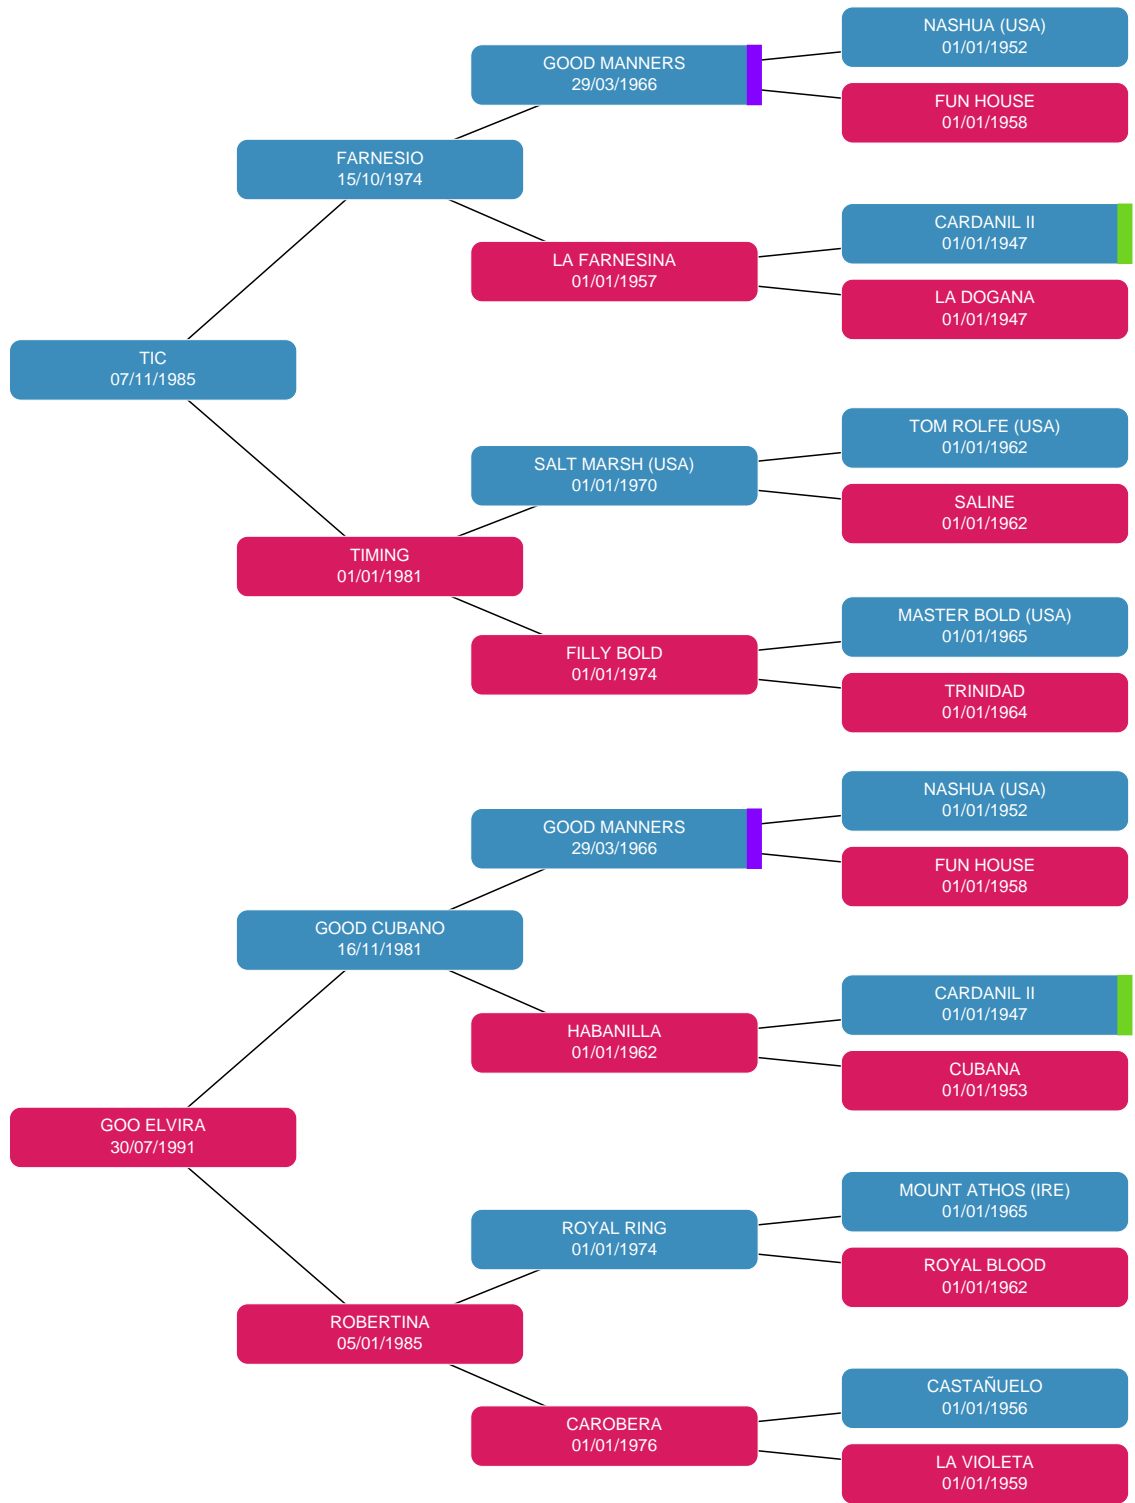 NASHUA (USA)
01/01/1952
GOOD MANNERS
29/03/1966
FUN HOUSE
01/01/1958
FARNESIO
15/10/1974
CARDANIL II
01/01/1947
LA FARNESINA
01/01/1957
LA DOGANA
01/01/1947
TIC
07/11/1985
TOM ROLFE (USA)
01/01/1962
SALT MARSH (USA)
01/01/1970
SALINE
01/01/1962
TIMING
01/01/1981
MASTER BOLD (USA)
01/01/1965
FILLY BOLD
01/01/1974
TRINIDAD
01/01/1964
NASHUA (USA)
01/01/1952
GOOD MANNERS
29/03/1966
FUN HOUSE
01/01/1958
GOOD CUBANO
16/11/1981
CARDANIL II
01/01/1947
HABANILLA
01/01/1962
CUBANA
01/01/1953
GOO ELVIRA
30/07/1991
MOUNT ATHOS (IRE)
01/01/1965
ROYAL RING
01/01/1974
ROYAL BLOOD
01/01/1962
ROBERTINA
05/01/1985
CASTAÑUELO
01/01/1956
CAROBERA
01/01/1976
LA VIOLETA
01/01/1959